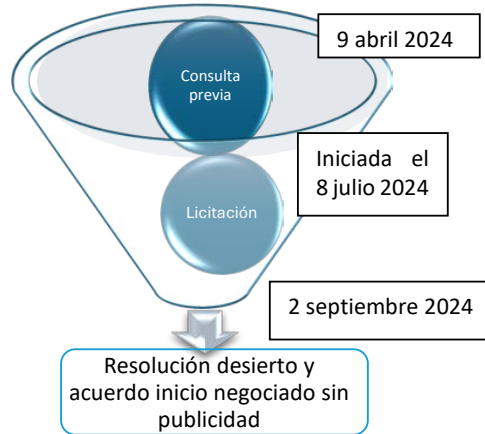 9 abril 2024
Consulta
previa
Iniciada el
8 julio 2024
Licitación
2 septiembre 2024
Resolución desierto y
acuerdo inicio negociado sin
publicidad